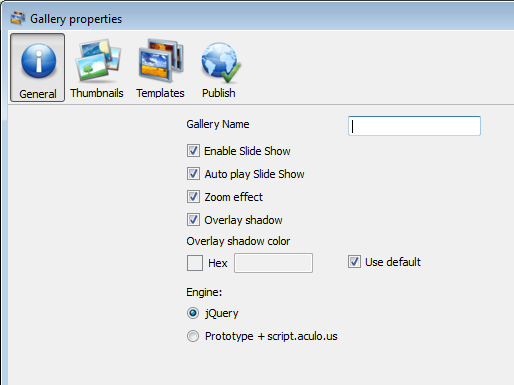 Gallery properties
General Thumbnails Templates Publish
Gallery Name
Enable Slide Show
Auto play Slide Show
Zoom effect
Overlay shadow
Overlay shadow color
Hex Use default
Engine:
jQuery
Prototype + script.aculo.us